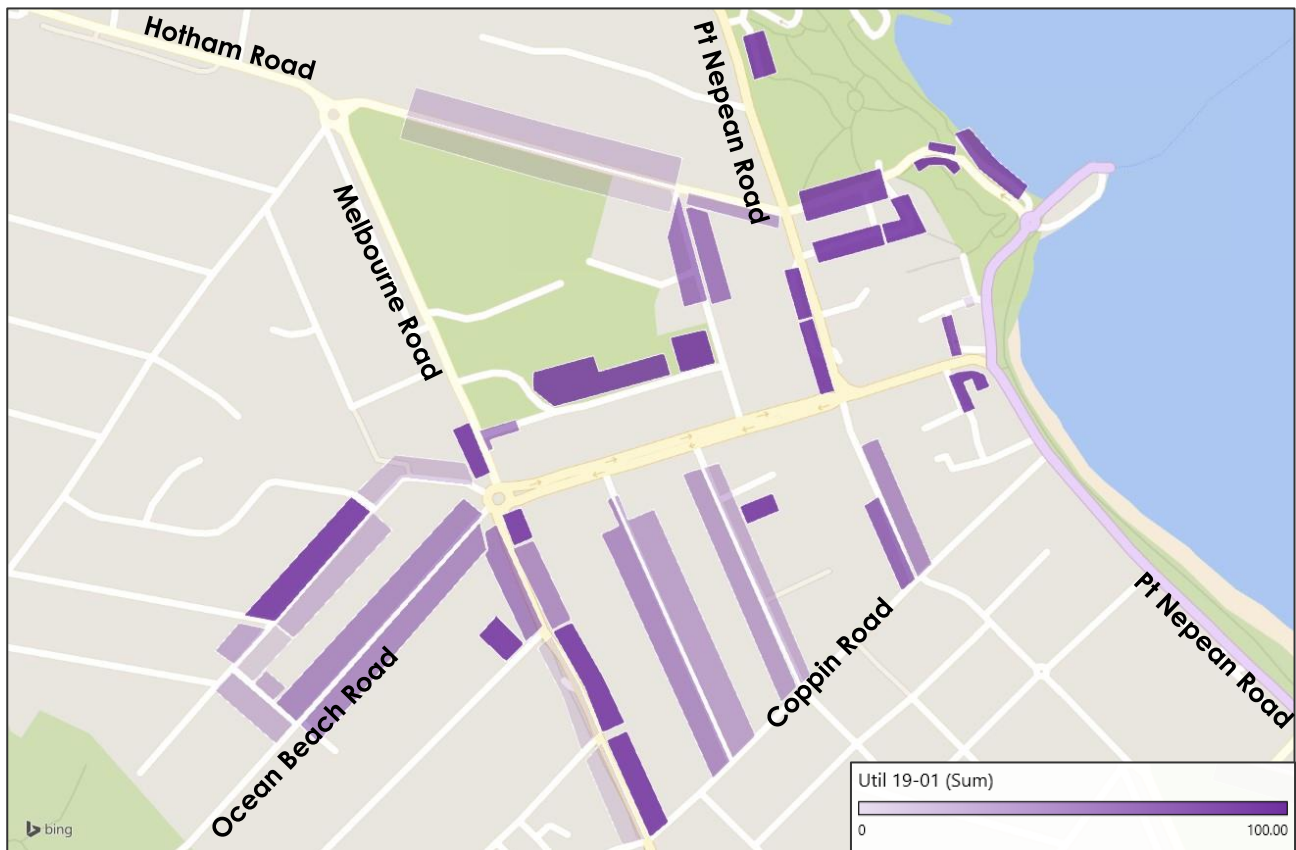 Hotham Road
Pt Nepean Road
Melbourne Road
Ocean Beach Road
Coppin Road
Pt Nepean Road
Util 19-01 (Sum)
0
100.00
bing